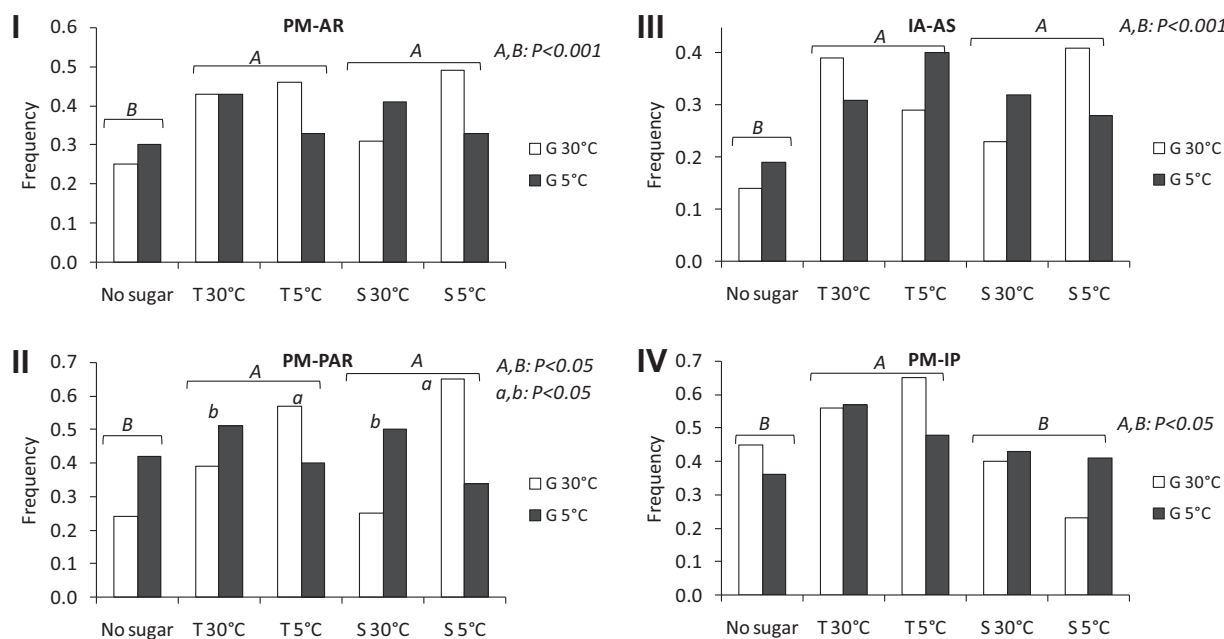 I
PM-AR
A,B: P<0.001
0.6
0.5
0.4
0.3
0.2
0.1
0.0
Frequency
B
A
A
G 30°C
G 5°C
No sugar T 30°C T 5°C S 30°C S 5°C
III
IA-AS
A,B: P<0.001
0.4
0.3
0.2
0.1
0.0
Frequency
B
A
A
G 30°C
G 5°C
No sugar T 30°C T 5°C S 30°C S 5°C
II
PM-PAR
A,B: P<0.05
a,b: P<0.05
0.7
0.6
0.5
0.4
0.3
0.2
0.1
0.0
Frequency
B
A
A
b
a
b
a
G 30°C
G 5°C
No sugar T 30°C T 5°C S 30°C S 5°C
IV
PM-IP
A,B: P<0.05
0.7
0.6
0.5
0.4
0.3
0.2
0.1
0.0
Frequency
B
A
B
G 30°C
G 5°C
No sugar T 30°C T 5°C S 30°C S 5°C